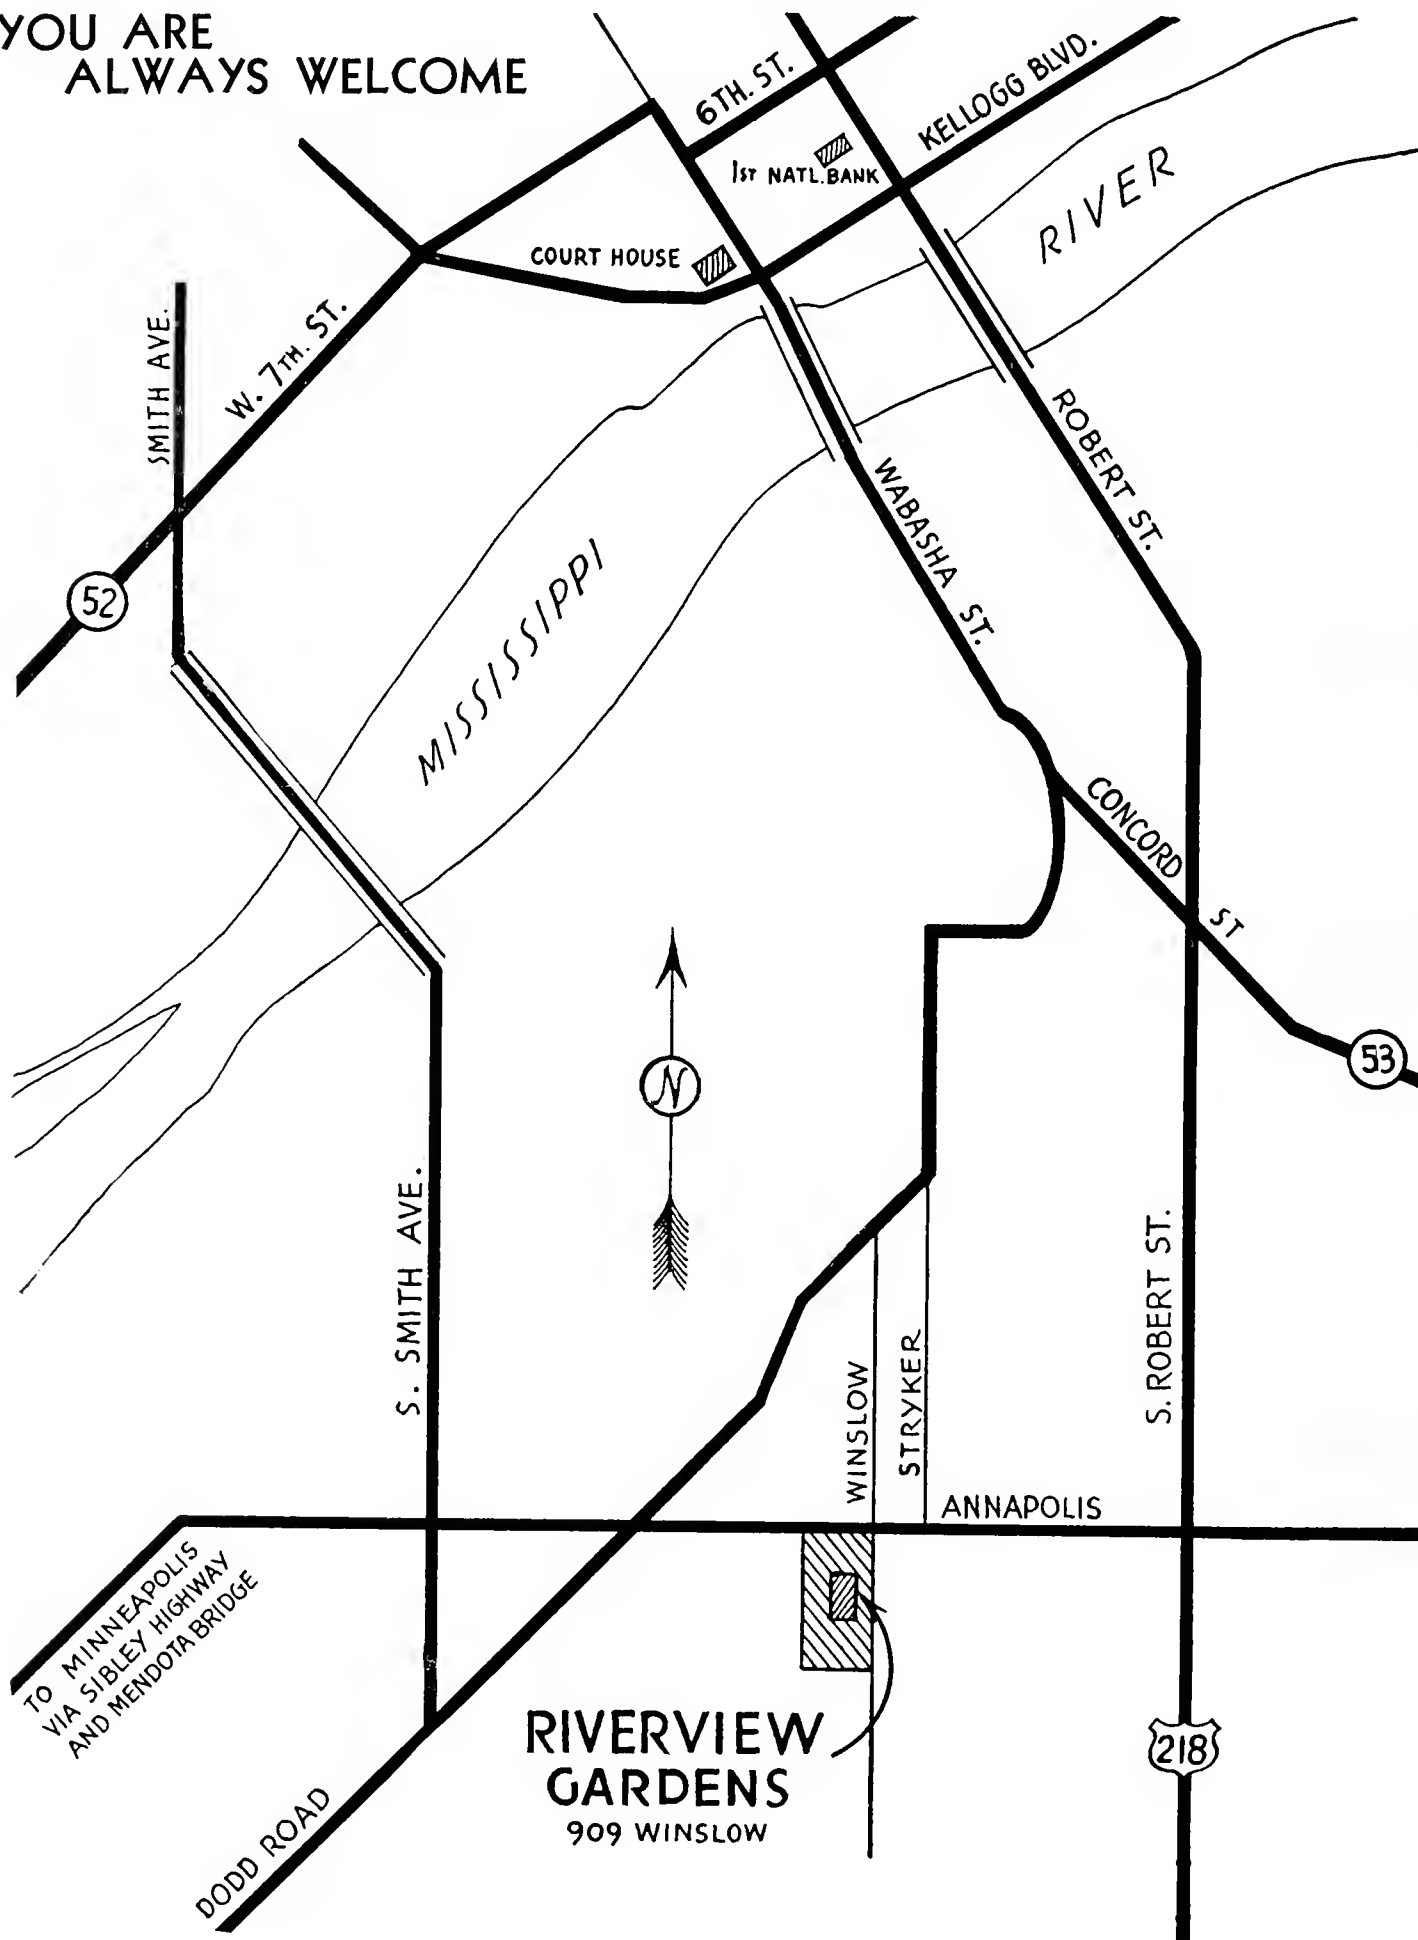 YOU ARE
ALWAYS WELCOME
6TH. ST.
KELLOGG BLVD.
1ST NATL. BANK
RIVER
COURT HOUSE
SMITH AVE.
W. 7TH. ST.
ROBERT ST.
WABASHA ST.
52
MISSISSIPPI
CONCORD ST
53
N
S. SMITH AVE.
S. ROBERT ST.
WINSLOW
STRYKER
ANNAPOLIS
TO MINNEAPOLIS
VIA SIBLEY HIGHWAY
AND MENDOTA BRIDGE
RIVERVIEW
GARDENS
909 WINSLOW
218
DODD ROAD